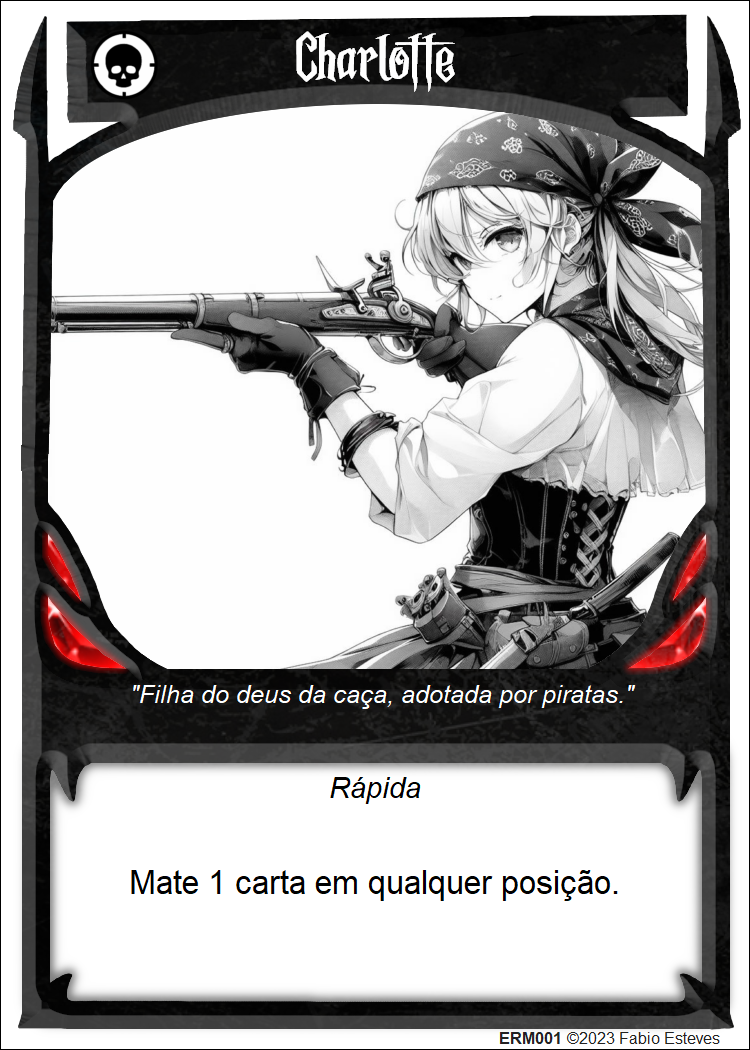 Charlotte
"Filha do deus da caça, adotada por piratas."
Rápida
Mate 1 carta em qualquer posição.
ERM001 ©2023 Fabio Esteves